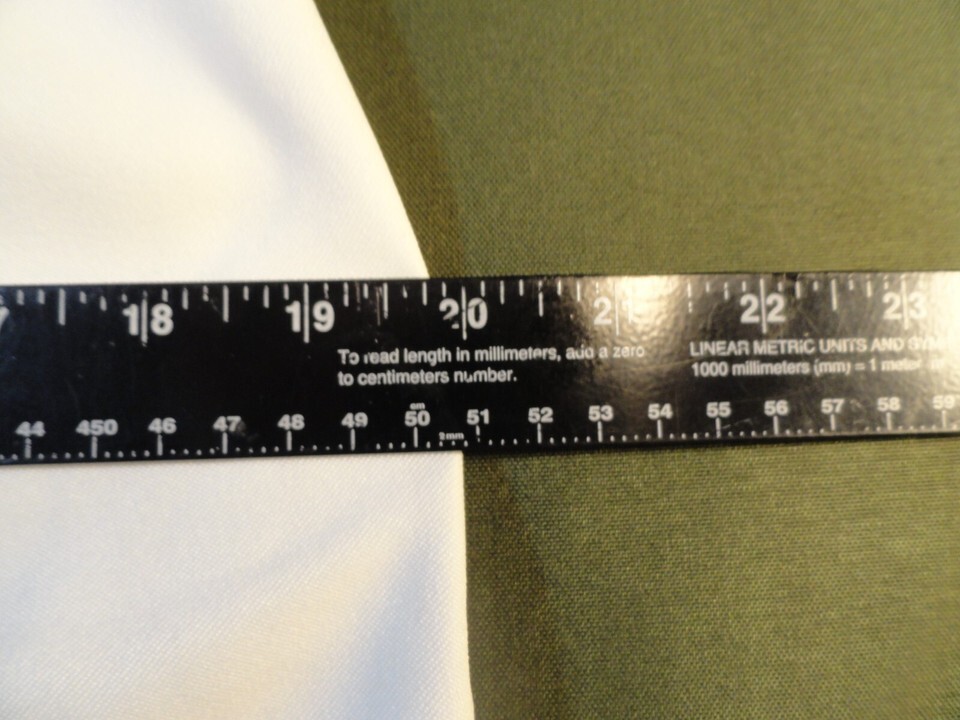 18 19 20 21 22 23
To read length in millimeters, add a zero
to centimeters number.
LINEAR METRIC UNITS AND
1000 millimeters (mm) = 1 meter
cm
44 450 46 47 48 49 50 51 52 53 54 55 56 57 58 59
2mm